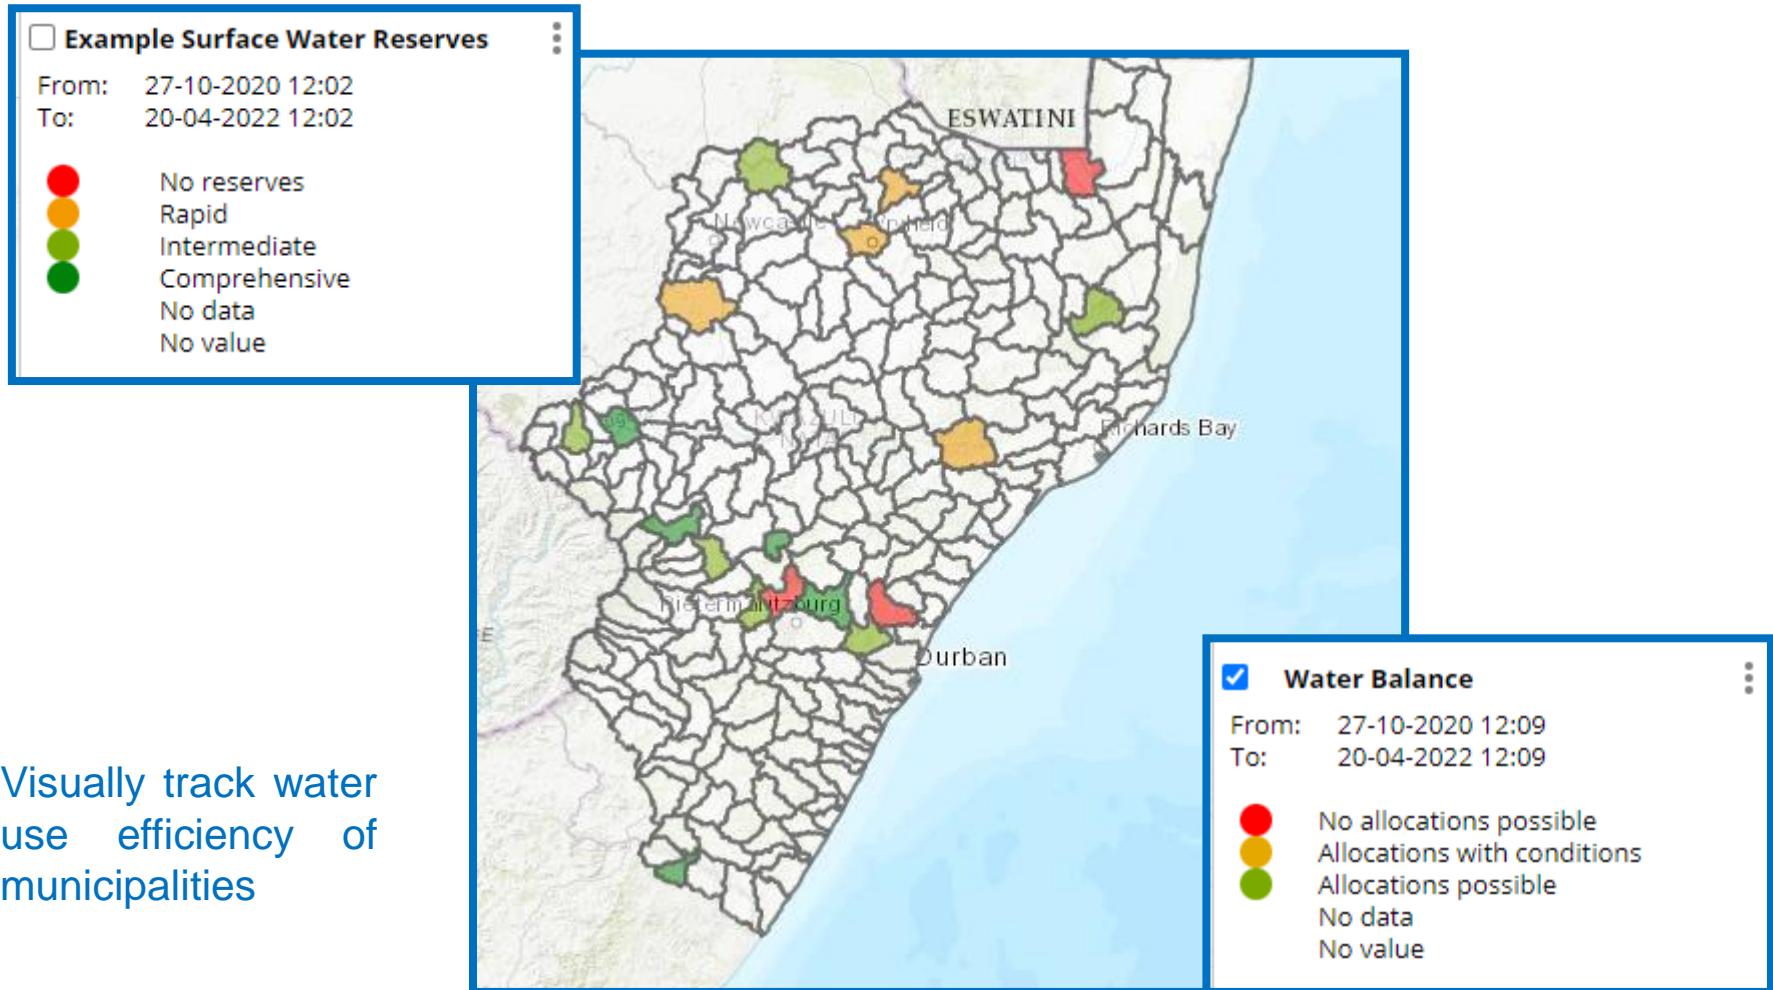 Example Surface Water Reserves
From: 27-10-2020 12:02
To: 20-04-2022 12:02
No reserves
Rapid
Intermediate
Comprehensive
No data
No value
ESWATINI
Richards Bay
Durban
Visually track water
use efficiency of
municipalities
Water Balance
From: 27-10-2020 12:09
To: 20-04-2022 12:09
No allocations possible
Allocations with conditions
Allocations possible
No data
No value